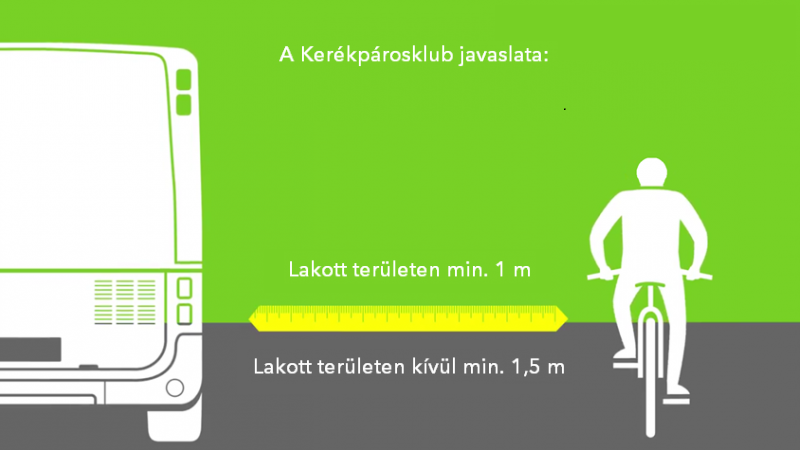 A Kerékpárosklub javaslata:
Lakott területen min. 1 m
Lakott területen kívül min. 1,5 m